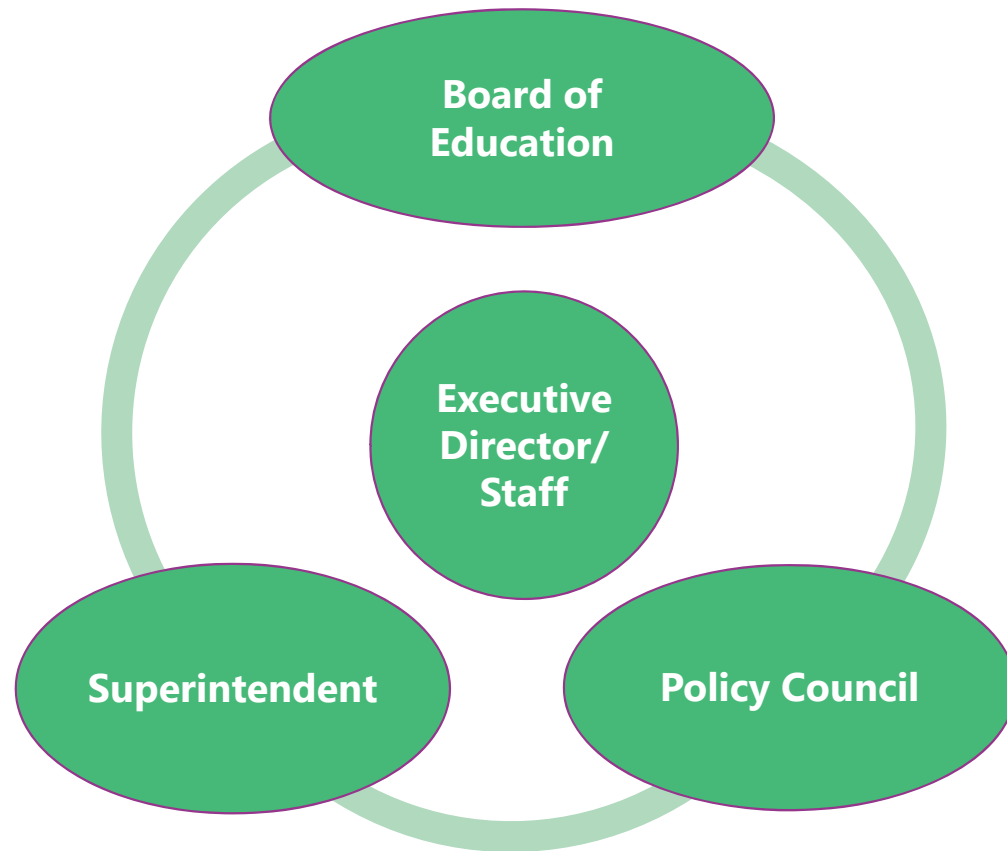 Board of
Education
Executive
Director/
Staff
Superintendent
Policy Council